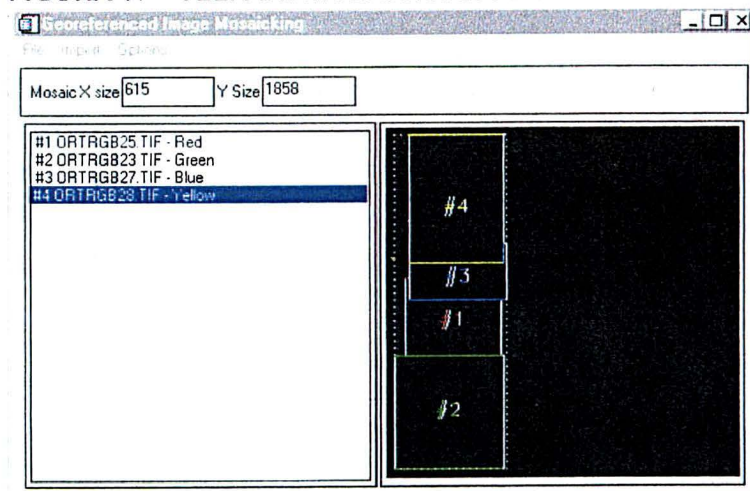 Georeferenced Image Mosaicking
File Import Options
Mosaic X size 615 Y Size 1858
#1 ORTRGB25.TIF - Red
#2 ORTRGB23 TIF - Green
#3 ORTRGB27.TIF - Blue
#4 ORTRGB28.TIF - Yellow
#4
#3
#1
#2